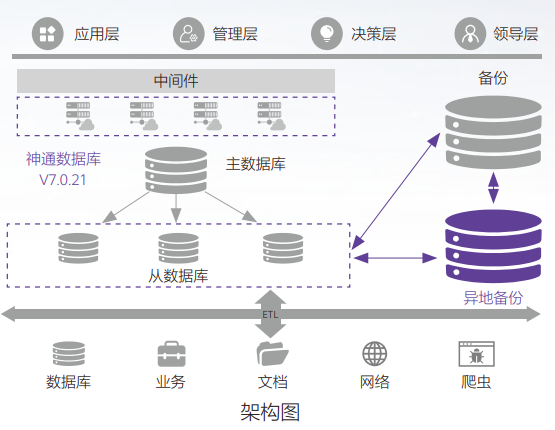 应用层 管理层 决策层 领导层
中间件
备份
神通数据库
V7.0.21
主数据库
从数据库
异地备份
ETL
数据库 业务 文档 网络 爬虫
架构图